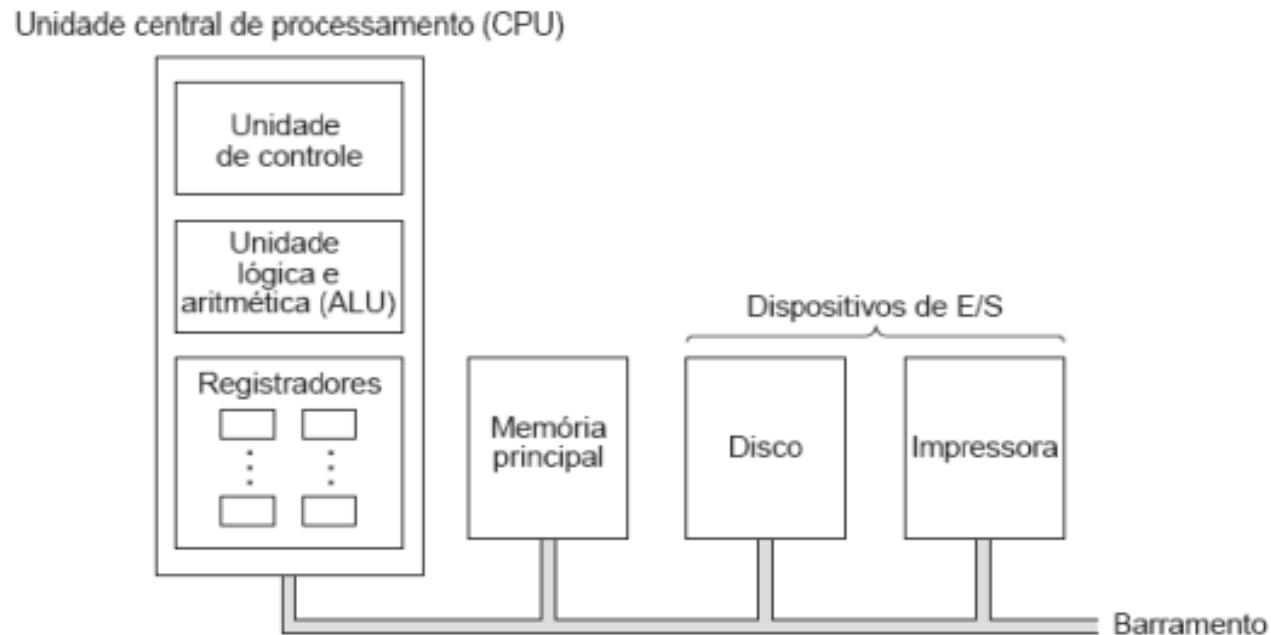 Unidade central de processamento (CPU)
Unidade
de controle
Unidade
lógica e
aritmética (ALU)
Registradores
Memória
principal
Dispositivos de E/S
Disco
Impressora
Barramento